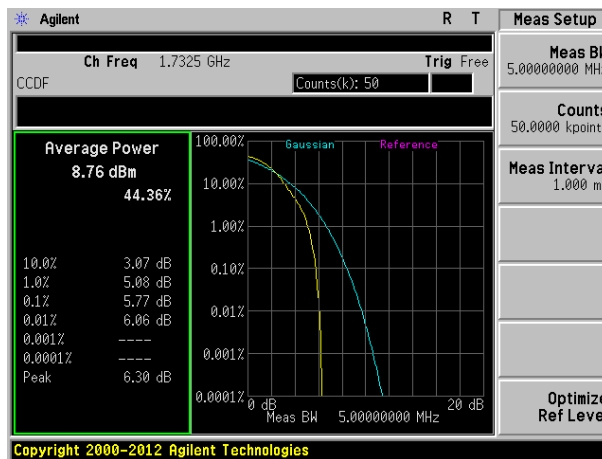 Agilent R T
Ch Freq 1.7325 GHz Trig Free
CCDF Counts(k): 50
Average Power
8.76 dBm
44.36%
10.0% 3.07 dB
1.0% 5.08 dB
0.1% 5.77 dB
0.01% 6.06 dB
0.001% ----
0.0001% ----
Peak 6.30 dB
Gaussian Reference
100.00%
10.00%
1.00%
0.10%
0.01%
0.001%
0.0001%
0 dB 20 dB
Meas BW 5.00000000 MHz
Meas Setup
Meas B
5.00000000 MH
Counts
50.0000 kpoint
Meas Interva
1.000 m
Optimize
Ref Leve
Copyright 2000-2012 Agilent Technologies